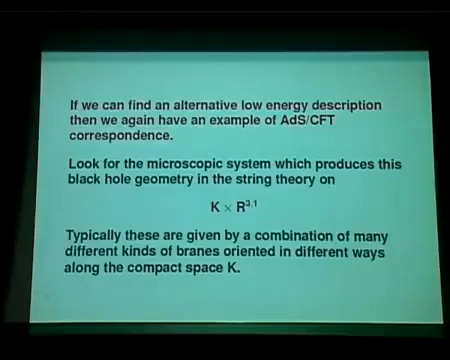 If we can find an alternative low energy description
then we again have an example of AdS/CFT
correspondence.
Look for the microscopic system which produces this
black hole geometry in the string theory on
K × R³,¹
Typically these are given by a combination of many
different kinds of branes oriented in different ways
along the compact space K.